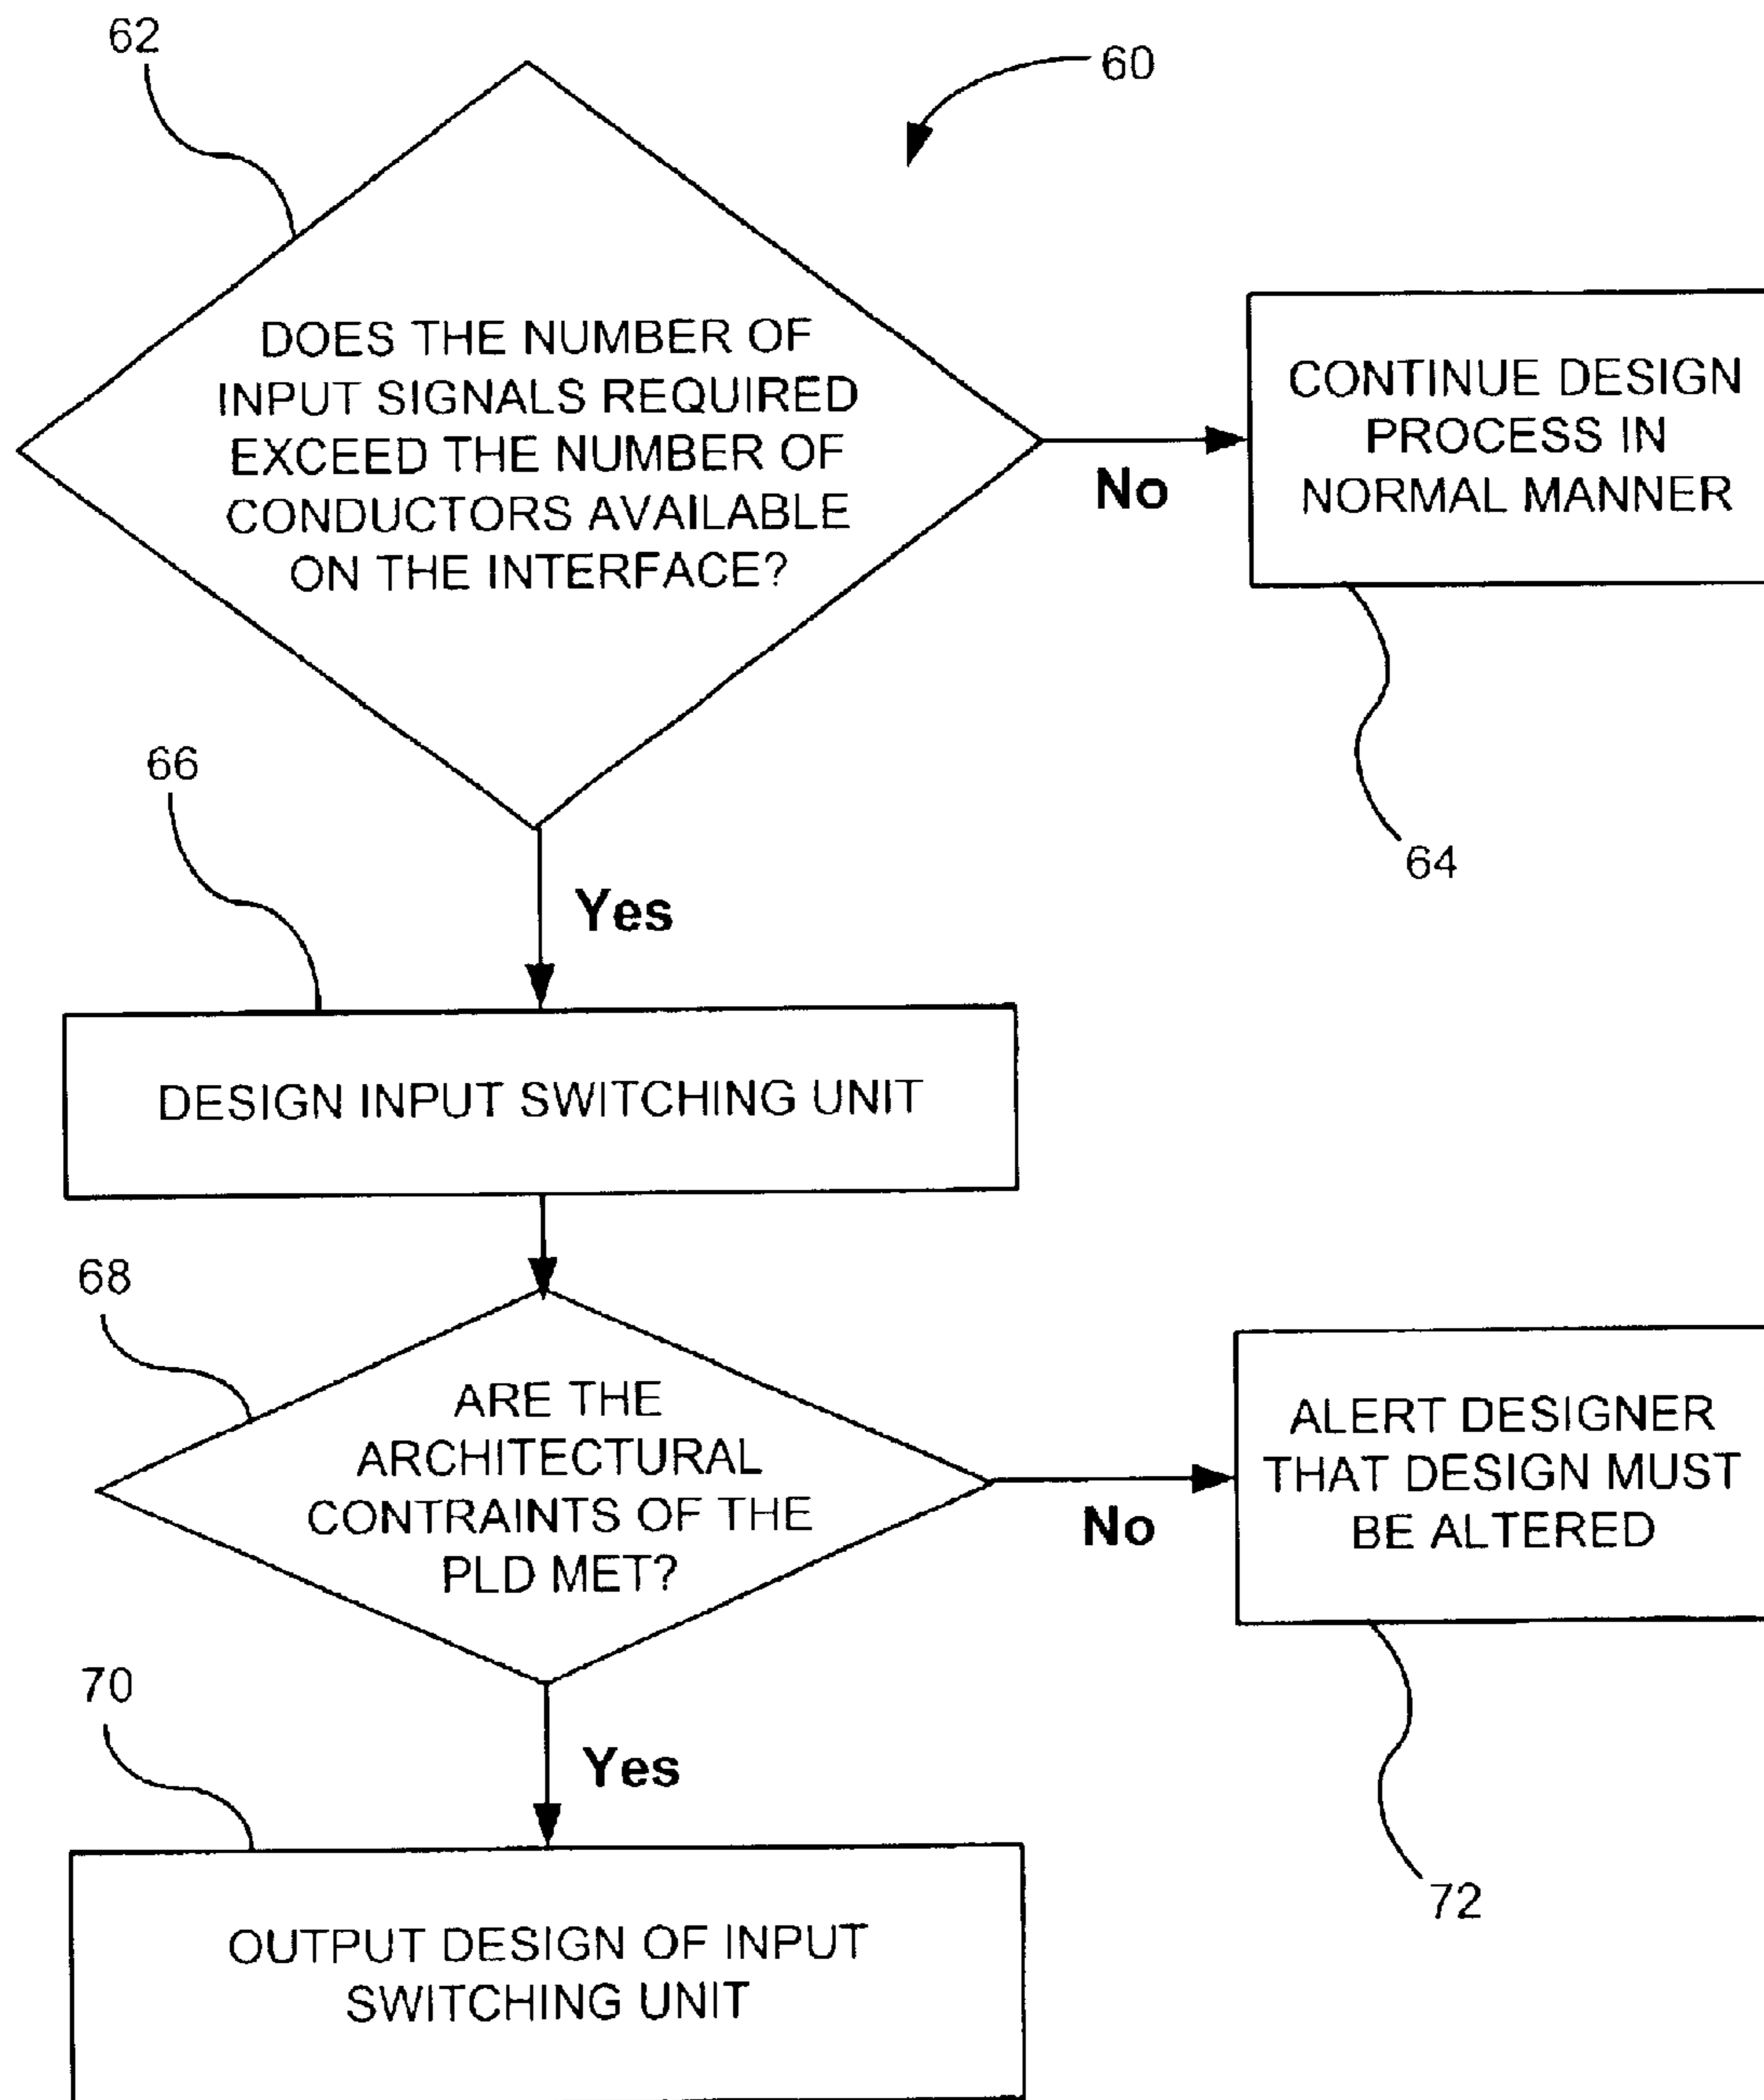 62
60
DOES THE NUMBER OF
INPUT SIGNALS REQUIRED
EXCEED THE NUMBER OF
CONDUCTORS AVAILABLE
ON THE INTERFACE?
No
CONTINUE DESIGN
PROCESS IN
NORMAL MANNER
64
66
Yes
DESIGN INPUT SWITCHING UNIT
68
ARE THE
ARCHITECTURAL
CONTRAINTS OF THE
PLD MET?
No
ALERT DESIGNER
THAT DESIGN MUST
BE ALTERED
72
70
Yes
OUTPUT DESIGN OF INPUT
SWITCHING UNIT